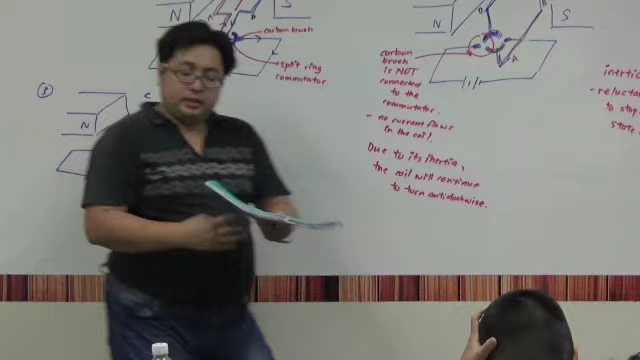 N
S
carbon brush
split ring
commutator
③
N
C
N
S
A
carbon
brush
is NOT
connected
to the
commutator.
- no current flows
in the coil!
Due to its inertia,
the coil will continue
to turn anticlockwise.
inertia
- reluctance
to stop
state